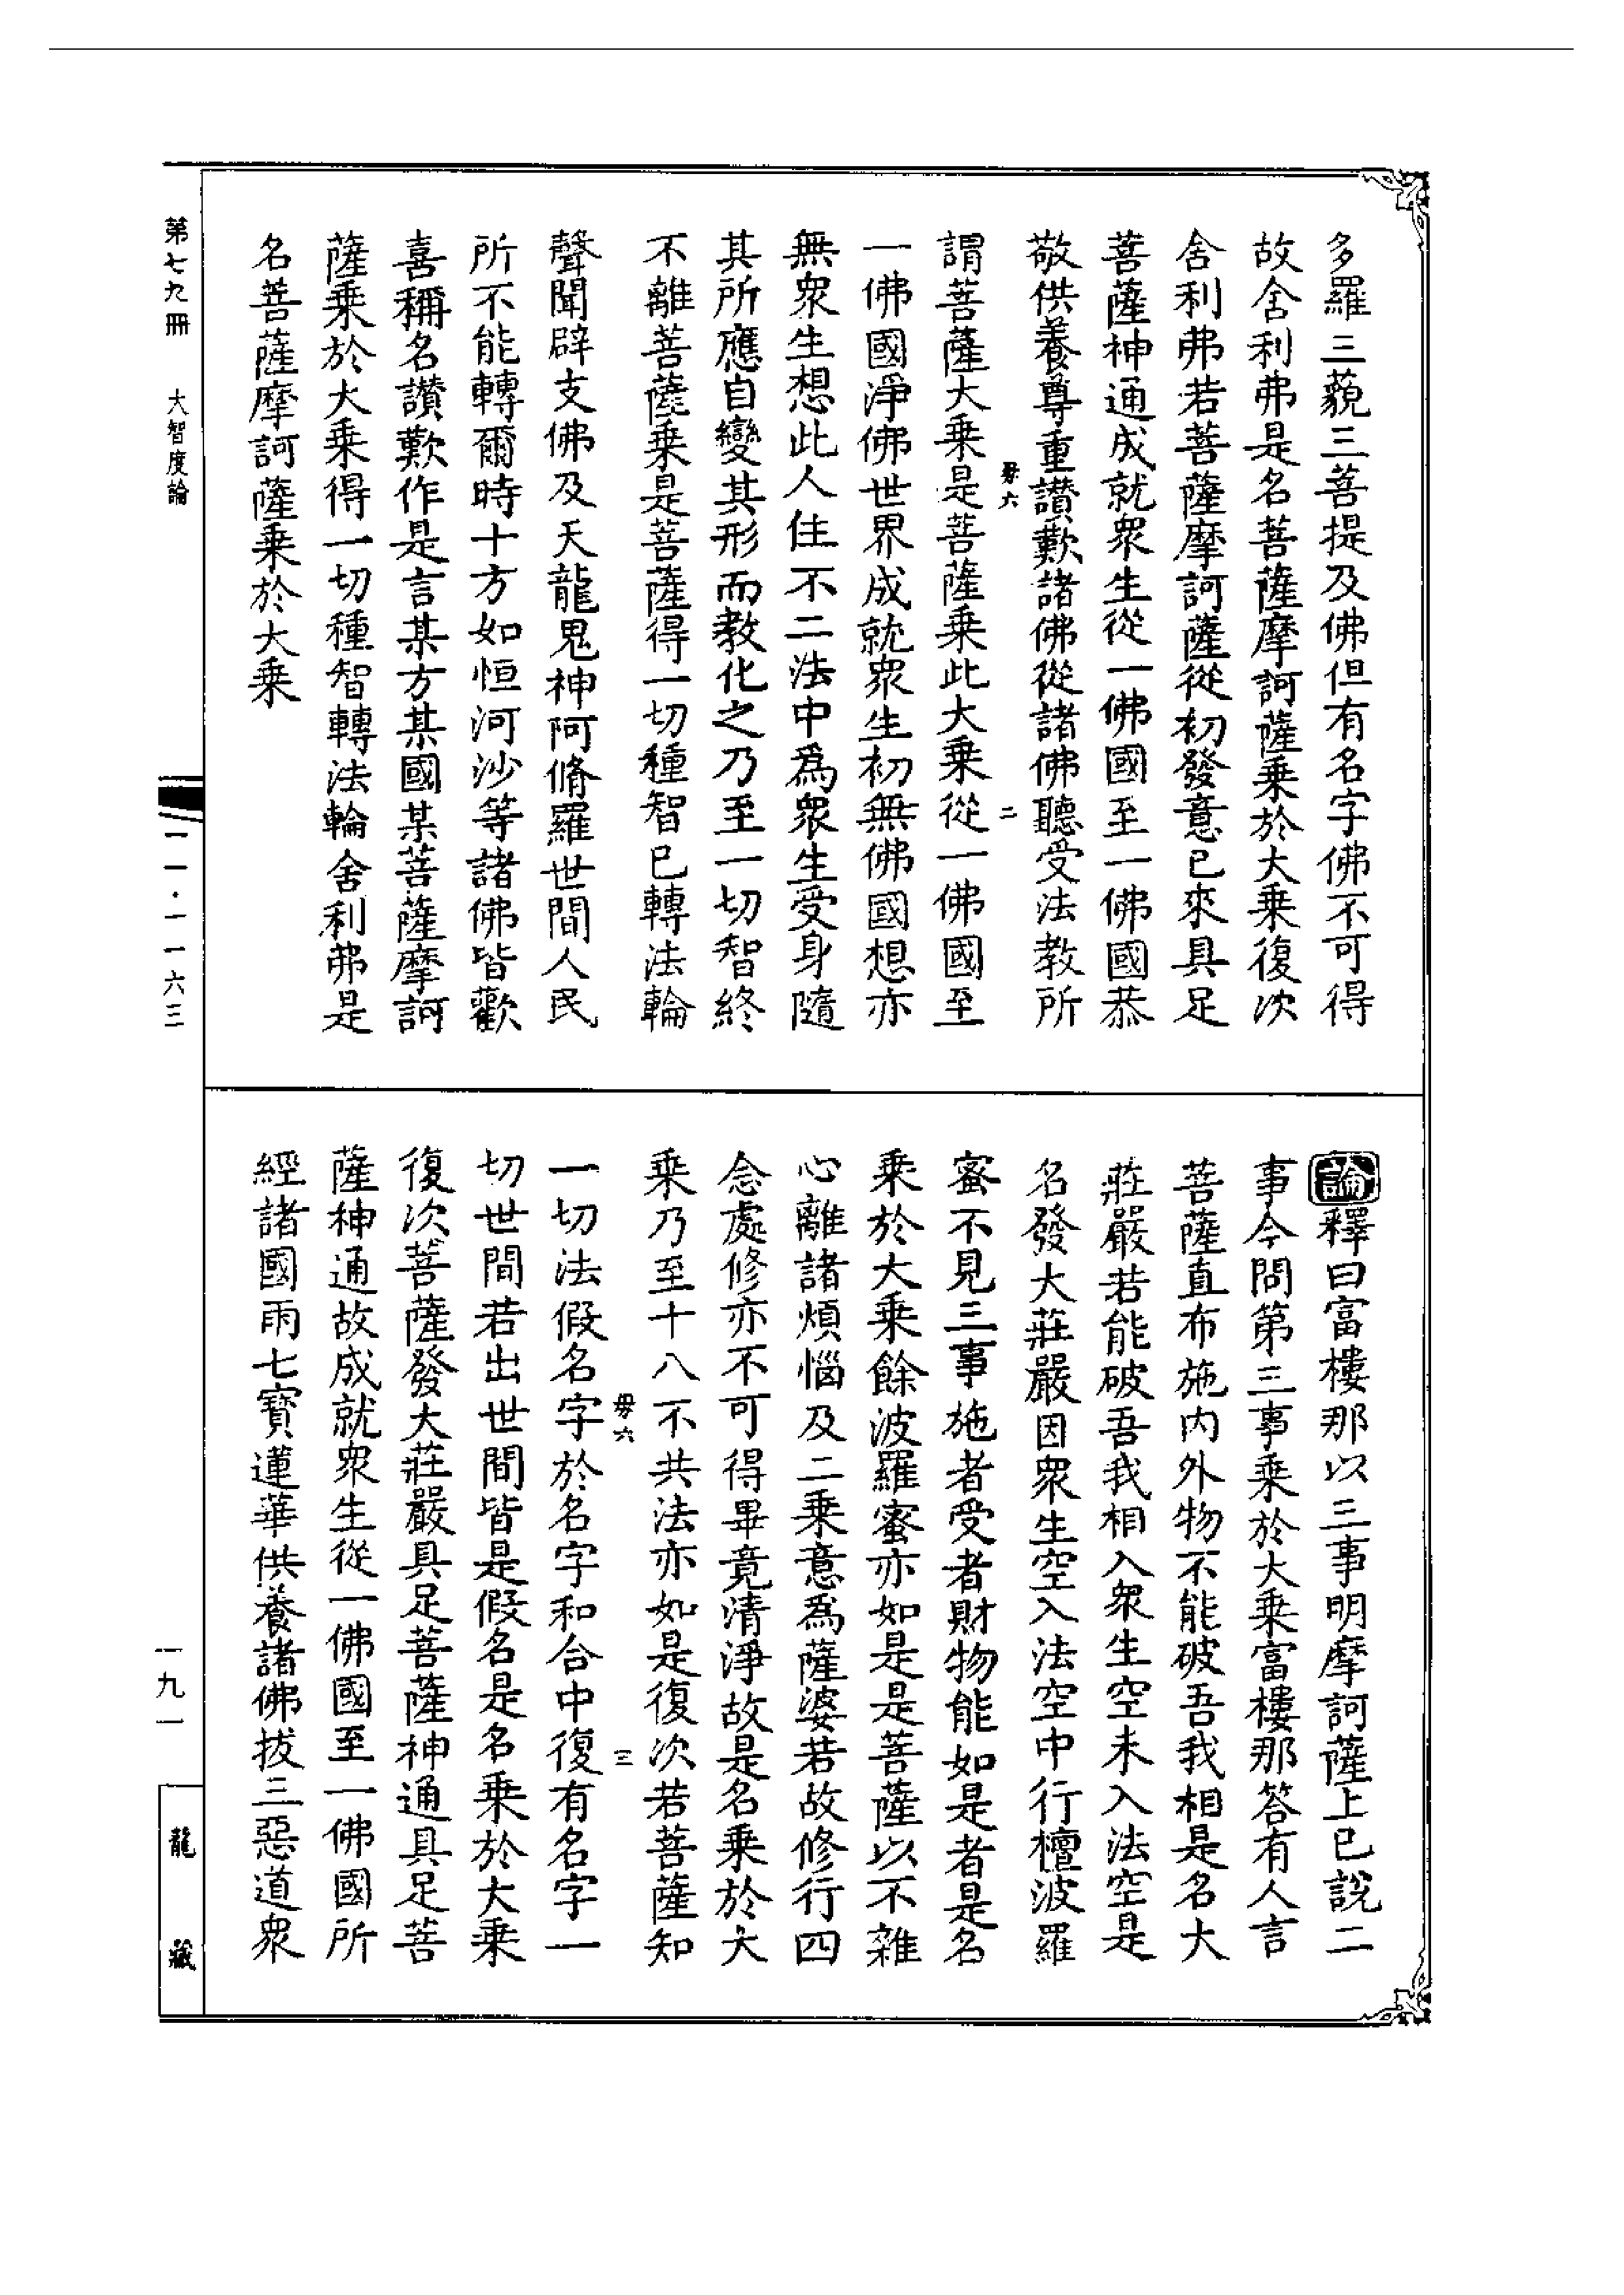 多羅三藐三菩提及佛但有名字佛不可得
故舍利弗是名菩薩摩訶薩乗於大乗復次
舍利弗若菩薩摩訶薩從初發意已來具足
菩薩神通成就衆生從一佛國至一佛國恭
敬供養尊重讃歎諸佛從諸佛聽受法教所
毋六 二
謂菩薩大乗是菩薩乗此大乗從一佛國至
一佛國淨佛世界成就衆生初無佛國想亦
無衆生想此人住不二法中爲衆生受身隨
其所應自變其形而教化之乃至一切智終
不離菩薩乗是菩薩得一切種智已轉法輪
聲聞辟支佛及天龍鬼神阿脩羅世間人民
所不能轉爾時十方如恒河沙等諸佛皆歡
喜稱名讃歎作是言某方某國某菩薩摩訶
薩乗於大乗得一切種智轉法輪舍利弗是
名菩薩摩訶薩乗於大乗
論釋曰富樓那以三事明摩訶薩上已說二
事今問第三事乗於大乗富樓那答有人言
菩薩直布施内外物不能破吾我相是名大
莊嚴若能破吾我相入衆生空未入法空是
名發大莊嚴因衆生空入法空中行檀波羅
蜜不見三事施者受者財物能如是者是名
乗於大乗餘波羅蜜亦如是是菩薩以不雜
心離諸煩惱及二乗意爲薩婆若故修行四
念處修亦不可得畢竟清淨故是名乗於大
乗乃至十八不共法亦如是復次若菩薩知
毋六 三
一切法假名字於名字和合中復有名字一
切世間若出世間皆是假名是名乗於大乗
復次菩薩發大莊嚴具足菩薩神通具足菩
薩神通故成就衆生從一佛國至一佛國所
經諸國雨七寶蓮華供養諸佛拔三惡道衆
第七九冊 大智度論
一一·一一六三
一九一
龍藏